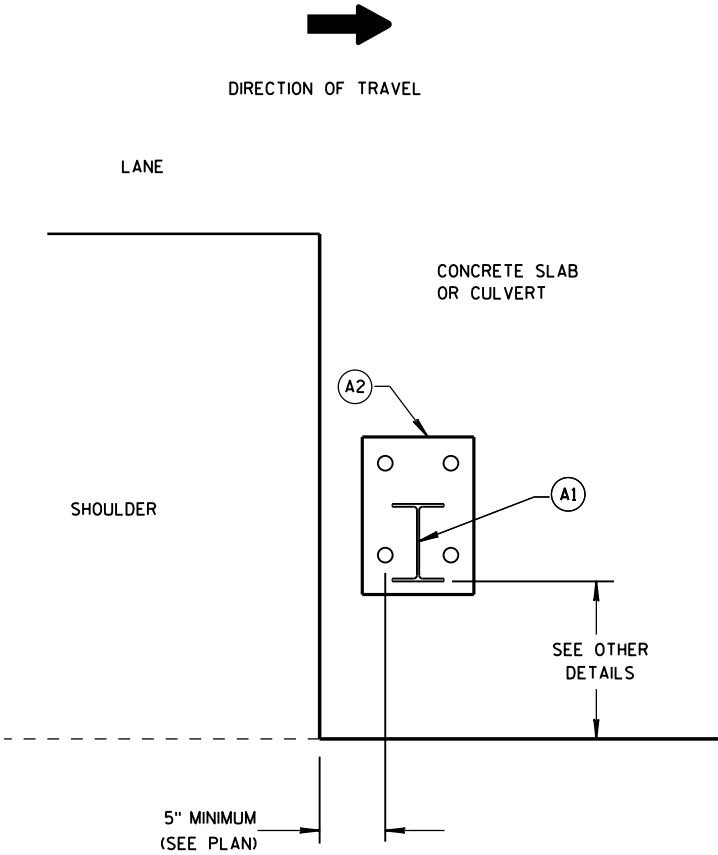 DIRECTION OF TRAVEL
LANE
CONCRETE SLAB
OR CULVERT
A2
A1
SHOULDER
SEE OTHER
DETAILS
5" MINIMUM
(SEE PLAN)